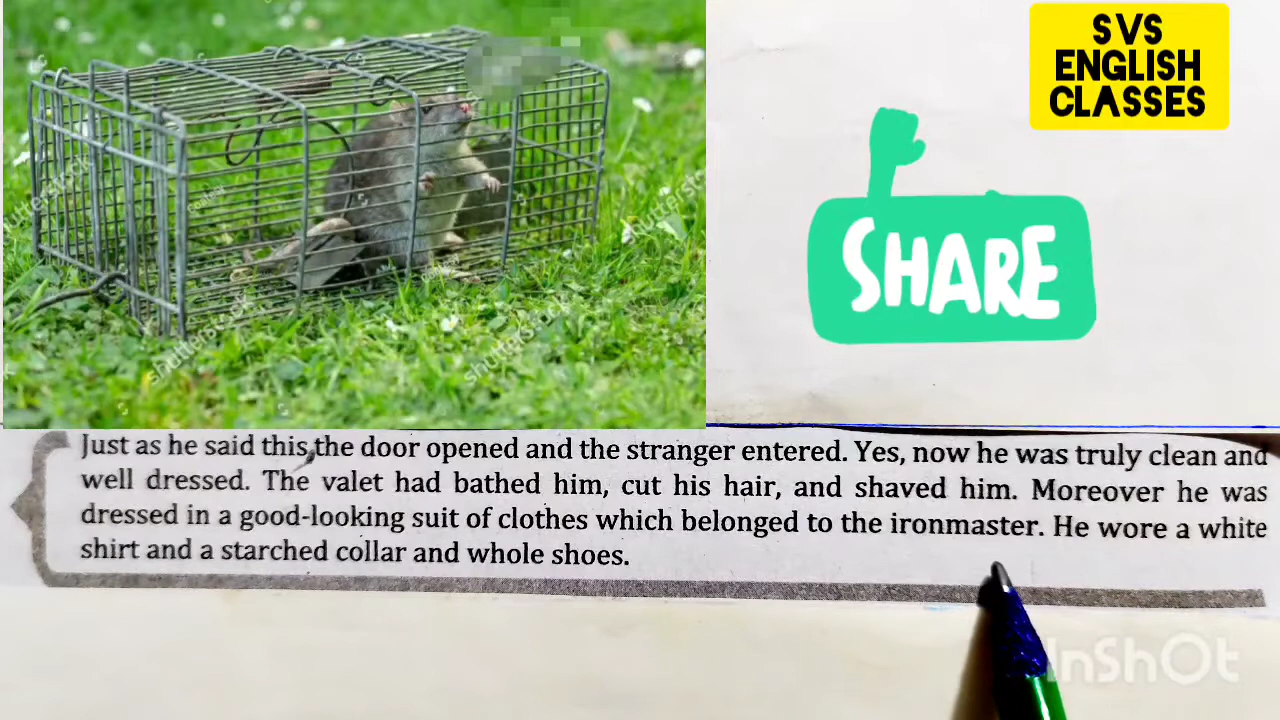 SVS
ENGLISH
CLASSES
SHARE
shutterstock
shutterstock
shutterstock
Just as he said this, the door opened and the stranger entered. Yes, now he was truly clean and
well dressed. The valet had bathed him, cut his hair, and shaved him. Moreover he was
dressed in a good-looking suit of clothes which belonged to the ironmaster. He wore a white
shirt and a starched collar and whole shoes.
InShOt